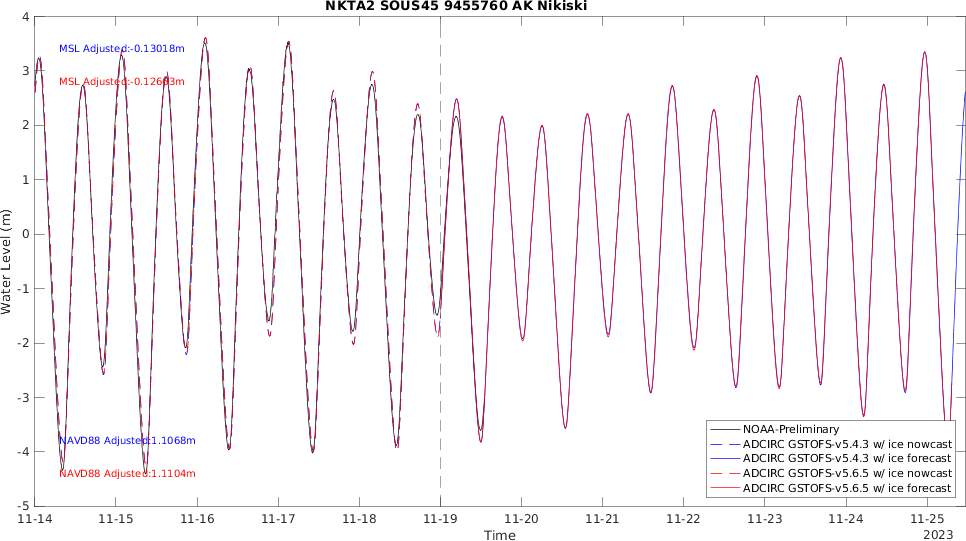 NKTA2 SOUS45 9455760 AK Nikiski
4
3
2
1
0
-1
-2
-3
-4
-5
Water Level (m)
MSL Adjusted:-0.13018m
MSL Adjusted:
NAVD88 Adjusted:1.1068m
NAVD88 Adjusted:1.1104m
NOAA-Preliminary
ADCIRC GSTOFS-v5.4.3 w/ ice nowcast
ADCIRC GSTOFS-v5.4.3 w/ ice forecast
ADCIRC GSTOFS-v5.6.5 w/ ice nowcast
ADCIRC GSTOFS-v5.6.5 w/ ice forecast
11-14 11-15 11-16 11-17 11-18 11-19 11-20 11-21 11-22 11-23 11-24 11-25
Time
2023